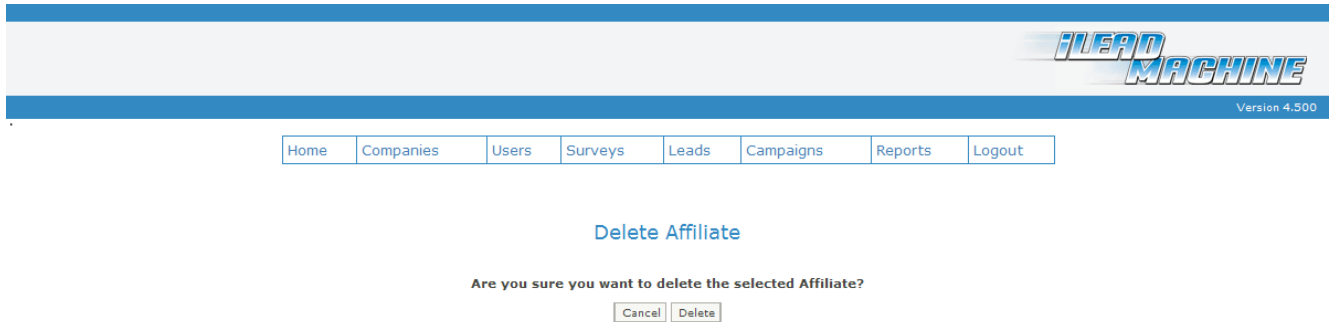 iLEAD
MACHINE
Version 4.500
Home Companies Users Surveys Leads Campaigns Reports Logout
Delete Affiliate
Are you sure you want to delete the selected Affiliate?
Cancel Delete